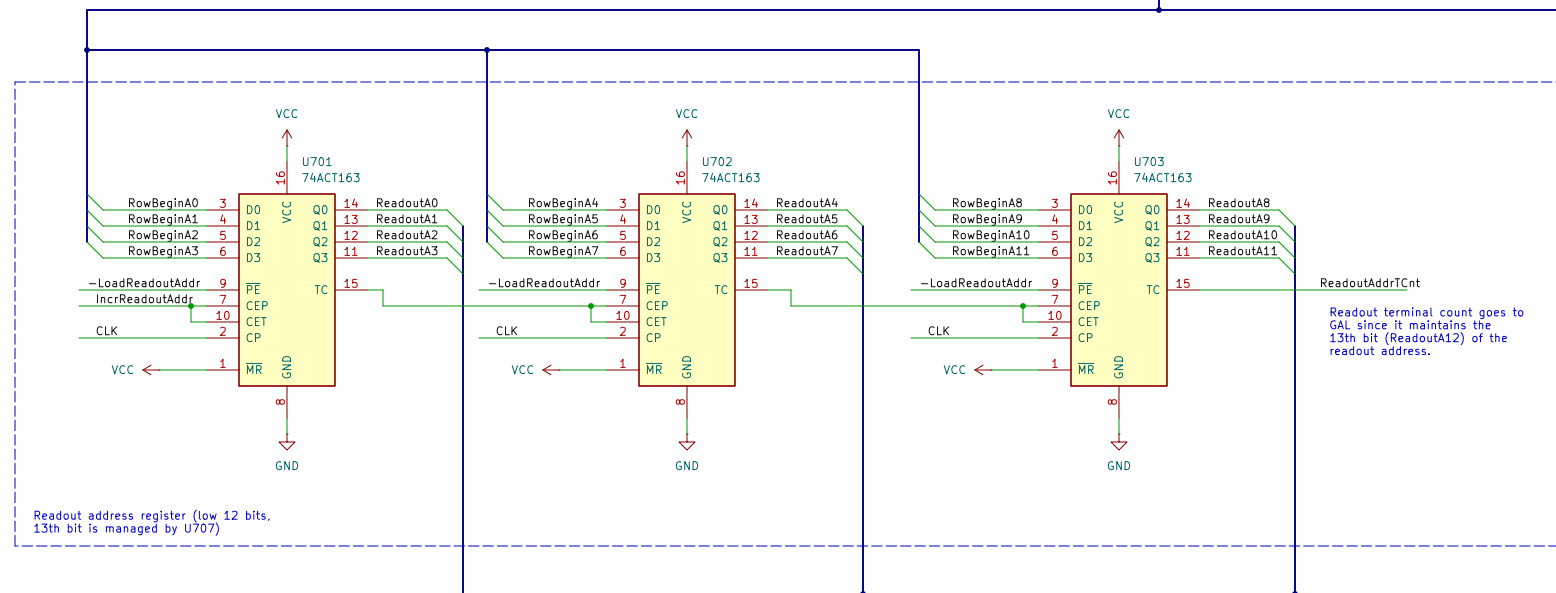 VCC
U701
74ACT163
16
VCC
RowBeginA0 3 D0 Q0 14 ReadoutA0
RowBeginA1 4 D1 Q1 13 ReadoutA1
RowBeginA2 5 D2 Q2 12 ReadoutA2
RowBeginA3 6 D3 Q3 11 ReadoutA3
-LoadReadoutAddr 9 PE TC 15
IncrReadoutAddr 7 CEP
10 CET
CLK 2 CP
VCC 1 MR
GND
8
GND
VCC
U702
74ACT163
16
VCC
RowBeginA4 3 D0 Q0 14 ReadoutA4
RowBeginA5 4 D1 Q1 13 ReadoutA5
RowBeginA6 5 D2 Q2 12 ReadoutA6
RowBeginA7 6 D3 Q3 11 ReadoutA7
-LoadReadoutAddr 9 PE TC 15
7 CEP
10 CET
CLK 2 CP
VCC 1 MR
GND
8
GND
VCC
U703
74ACT163
16
VCC
RowBeginA8 3 D0 Q0 14 ReadoutA8
RowBeginA9 4 D1 Q1 13 ReadoutA9
RowBeginA10 5 D2 Q2 12 ReadoutA10
RowBeginA11 6 D3 Q3 11 ReadoutA11
-LoadReadoutAddr 9 PE TC 15 ReadoutAddrTCnt
7 CEP
10 CET
CLK 2 CP
VCC 1 MR
GND
8
GND
Readout terminal count goes to
GAL since it maintains the
13th bit (ReadoutA12) of the
readout address.
Readout address register (low 12 bits,
13th bit is managed by U707)